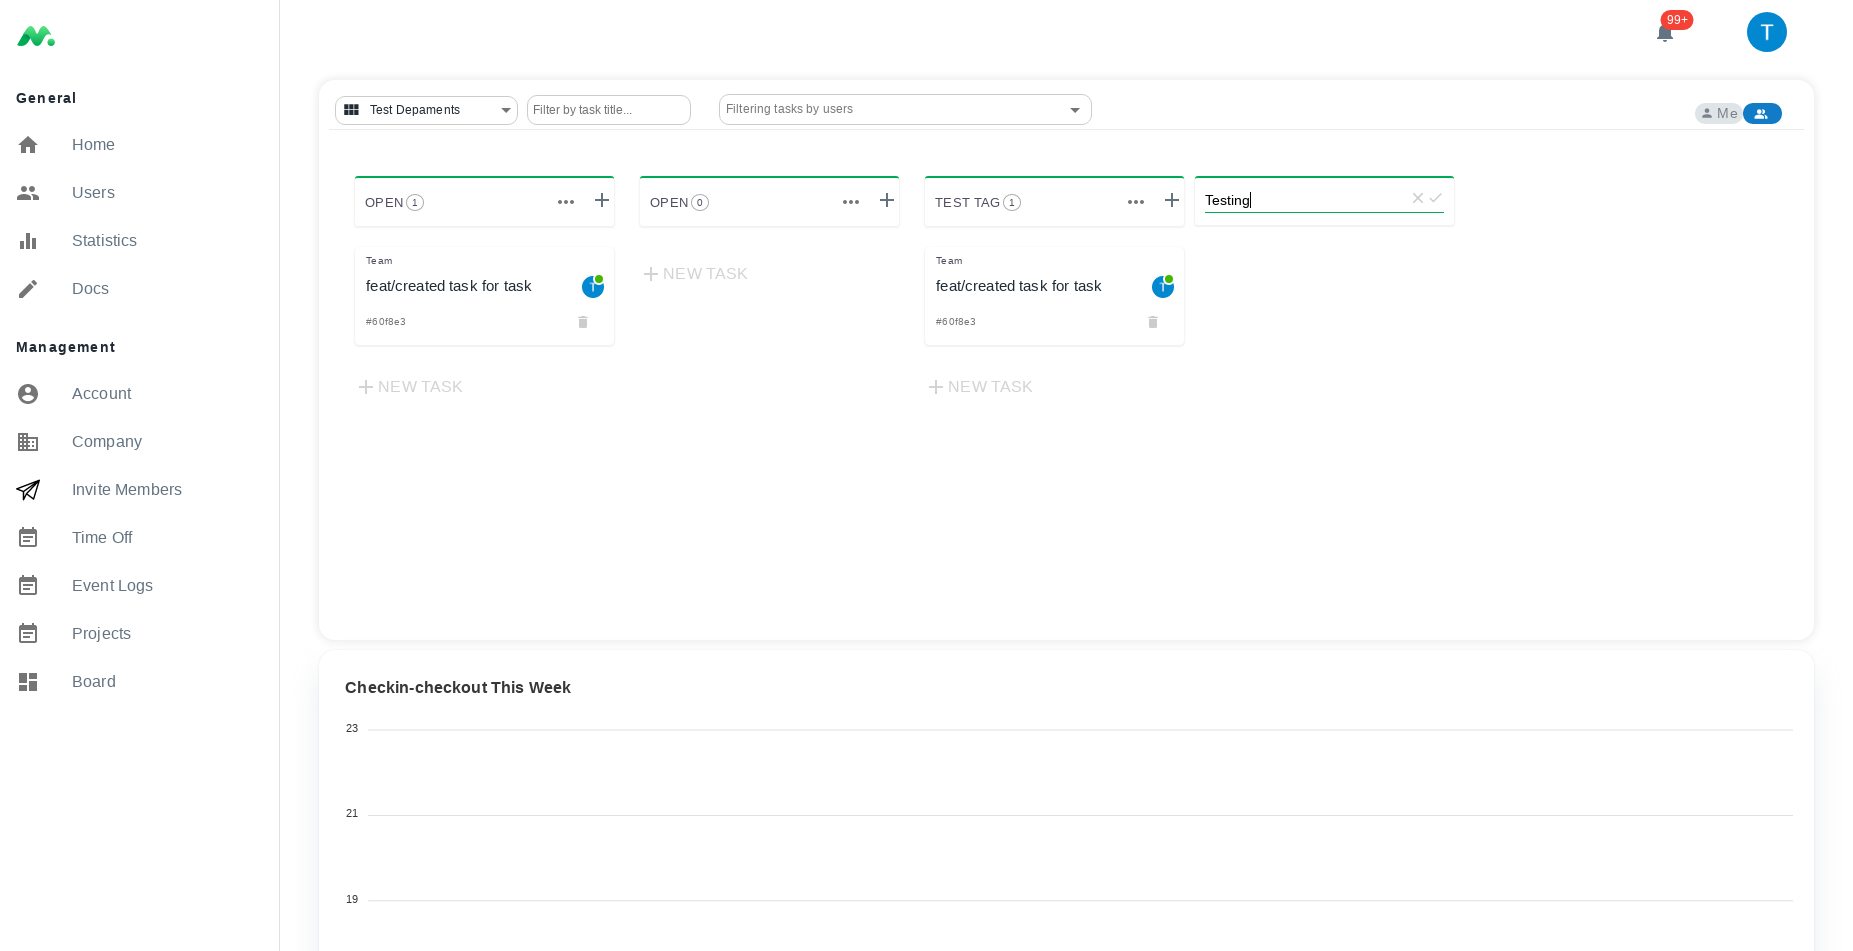 99+
T
General
Home
Users
Statistics
Docs
Management
Account
Company
Invite Members
Time Off
Event Logs
Projects
Board
Test Depaments
Filter by task title...
Filtering tasks by users
Me
OPEN 1
OPEN 0
TEST TAG 1
Testing
Team
feat/created task for task
T
#60f8e3
NEW TASK
NEW TASK
Team
feat/created task for task
T
#60f8e3
NEW TASK
Checkin-checkout This Week
23
21
19